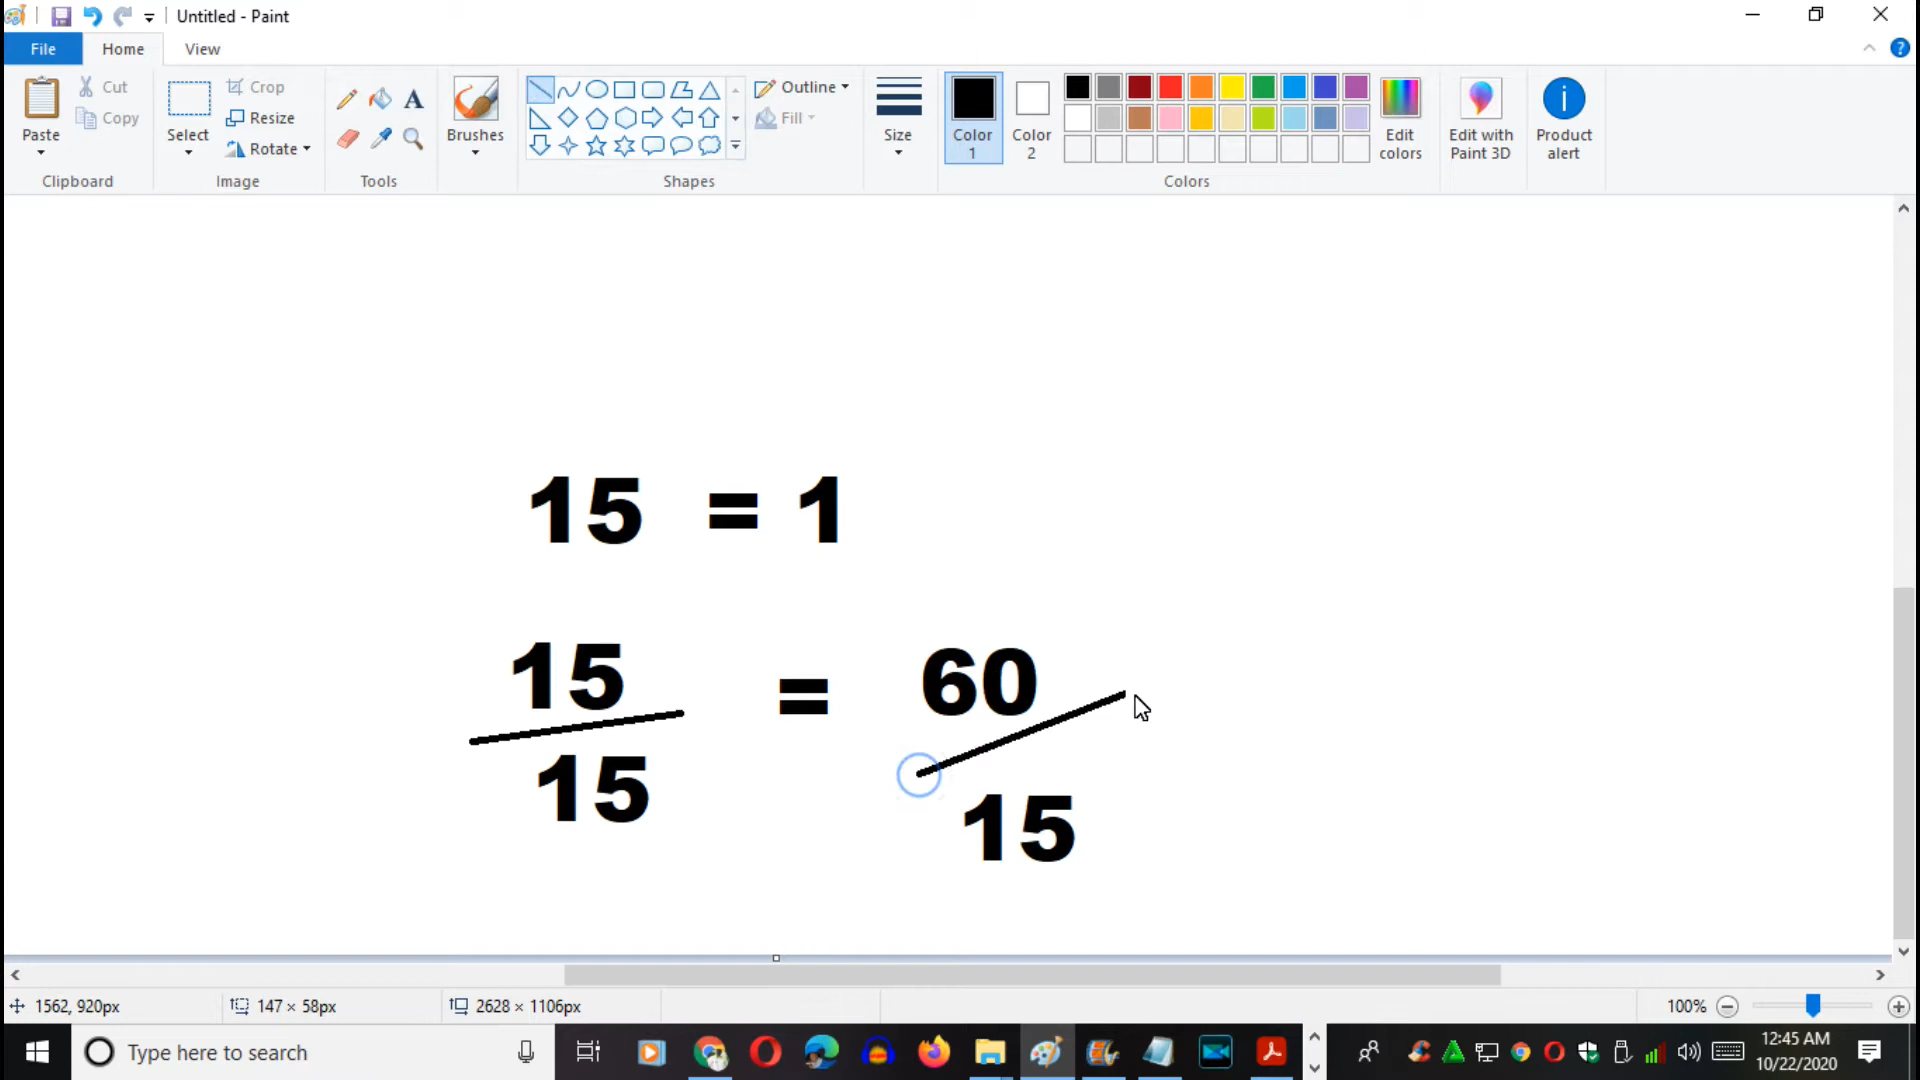 Untitled - Paint
File Home View
Paste Cut Copy Clipboard
Select Crop Resize Rotate Image
Tools
Brushes
Outline Fill Shapes
Size
Color 1 Color 2 Edit colors Colors
Edit with Paint 3D
Product alert
15 = 1
15 = 60
15 15
1562, 920px 147 × 58px 2628 × 1106px 100%
Type here to search 12:45 AM
10/22/2020